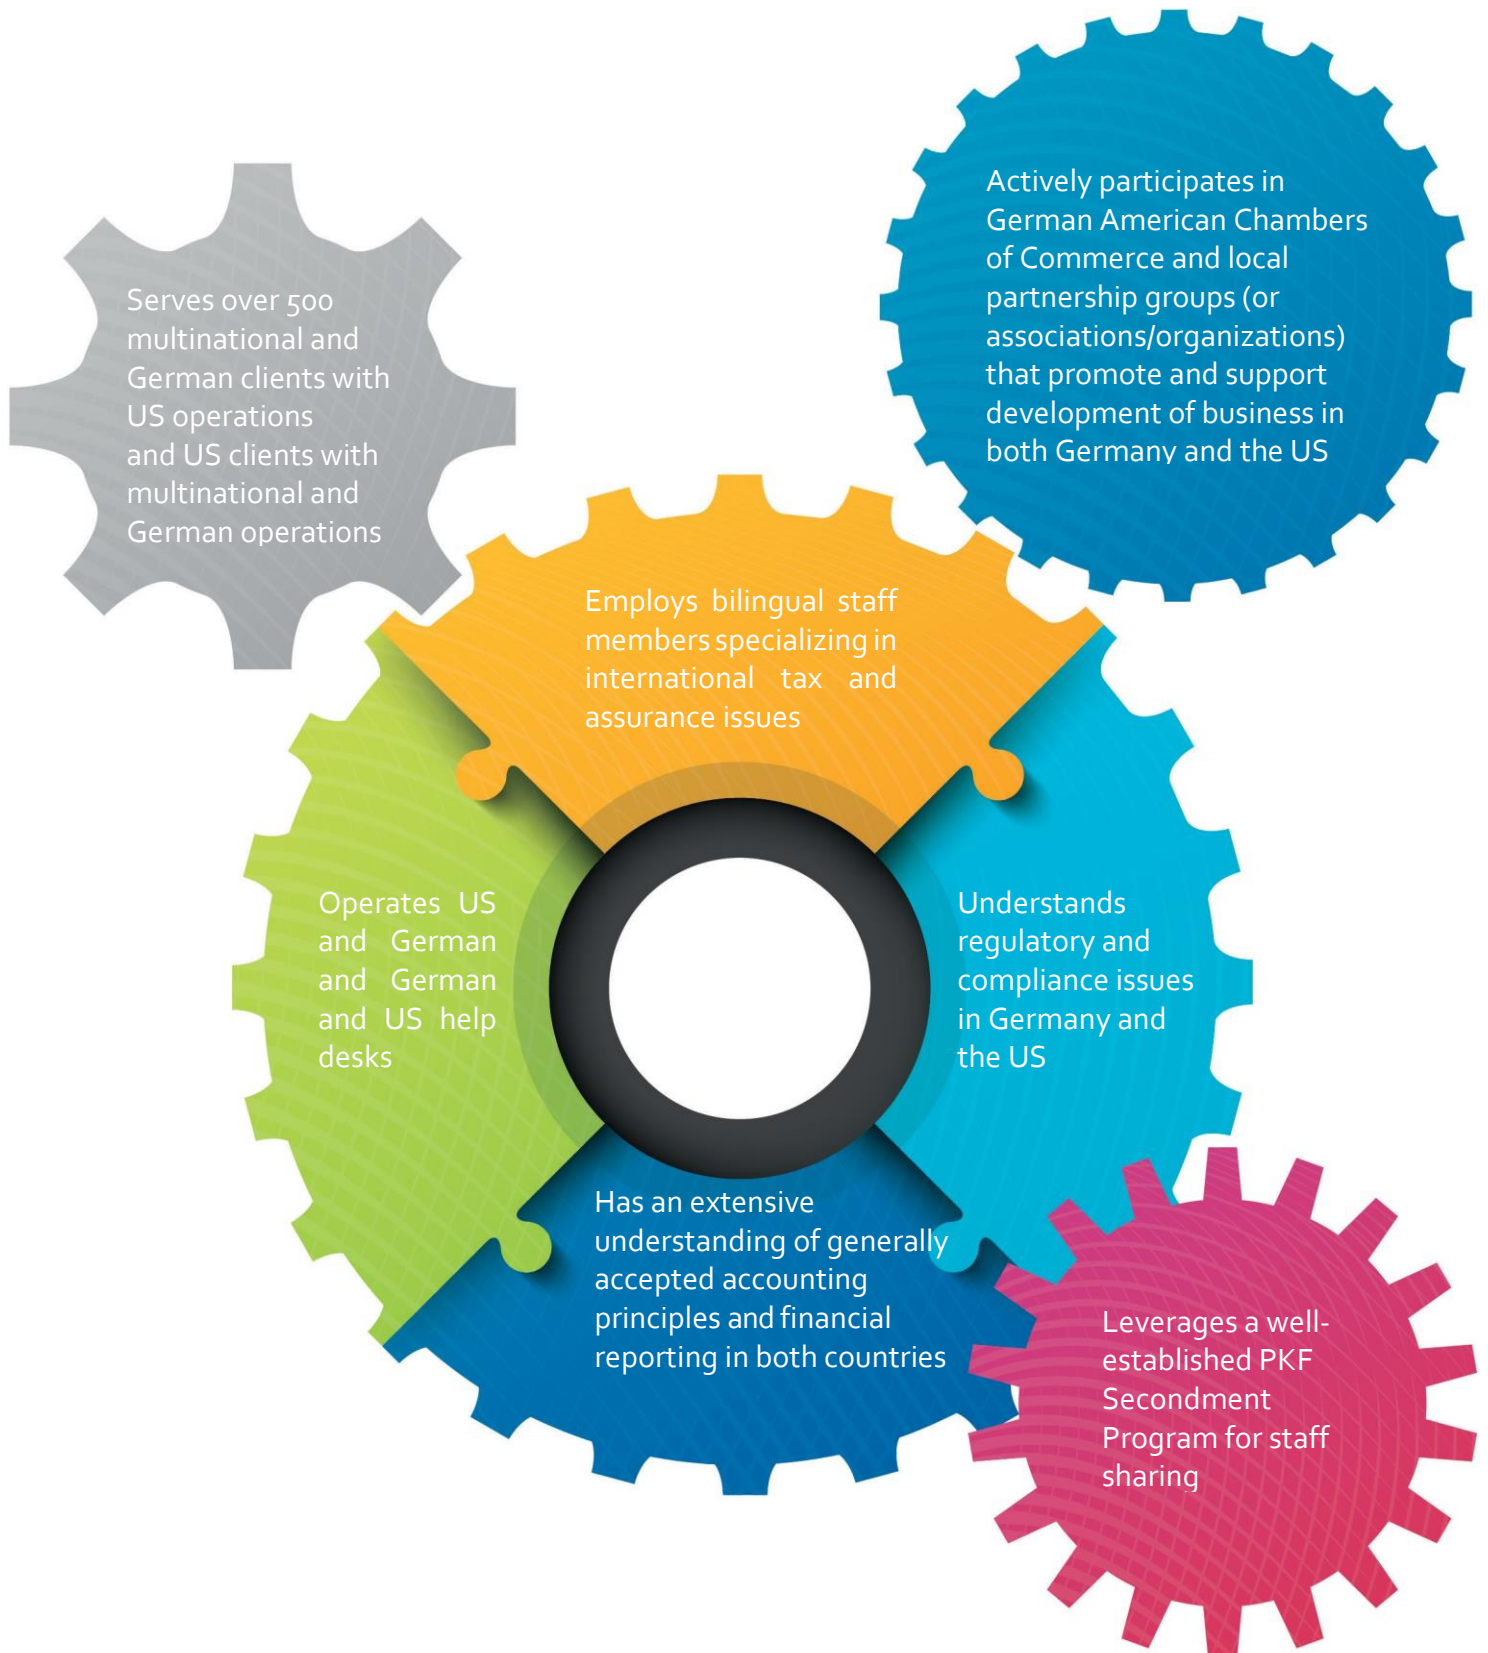 Serves over 500
multinational and
German clients with
US operations
and US clients with
multinational and
German operations
Actively participates in
German American Chambers
of Commerce and local
partnership groups (or
associations/organizations)
that promote and support
development of business in
both Germany and the US
Employs bilingual staff
members specializing in
international tax and
assurance issues
Operates US
and German
and German
and US help
desks
Understands
regulatory and
compliance issues
in Germany and
the US
Has an extensive
understanding of generally
accepted accounting
principles and financial
reporting in both countries
Leverages a well-
established PKF
Secondment
Program for staff
sharing